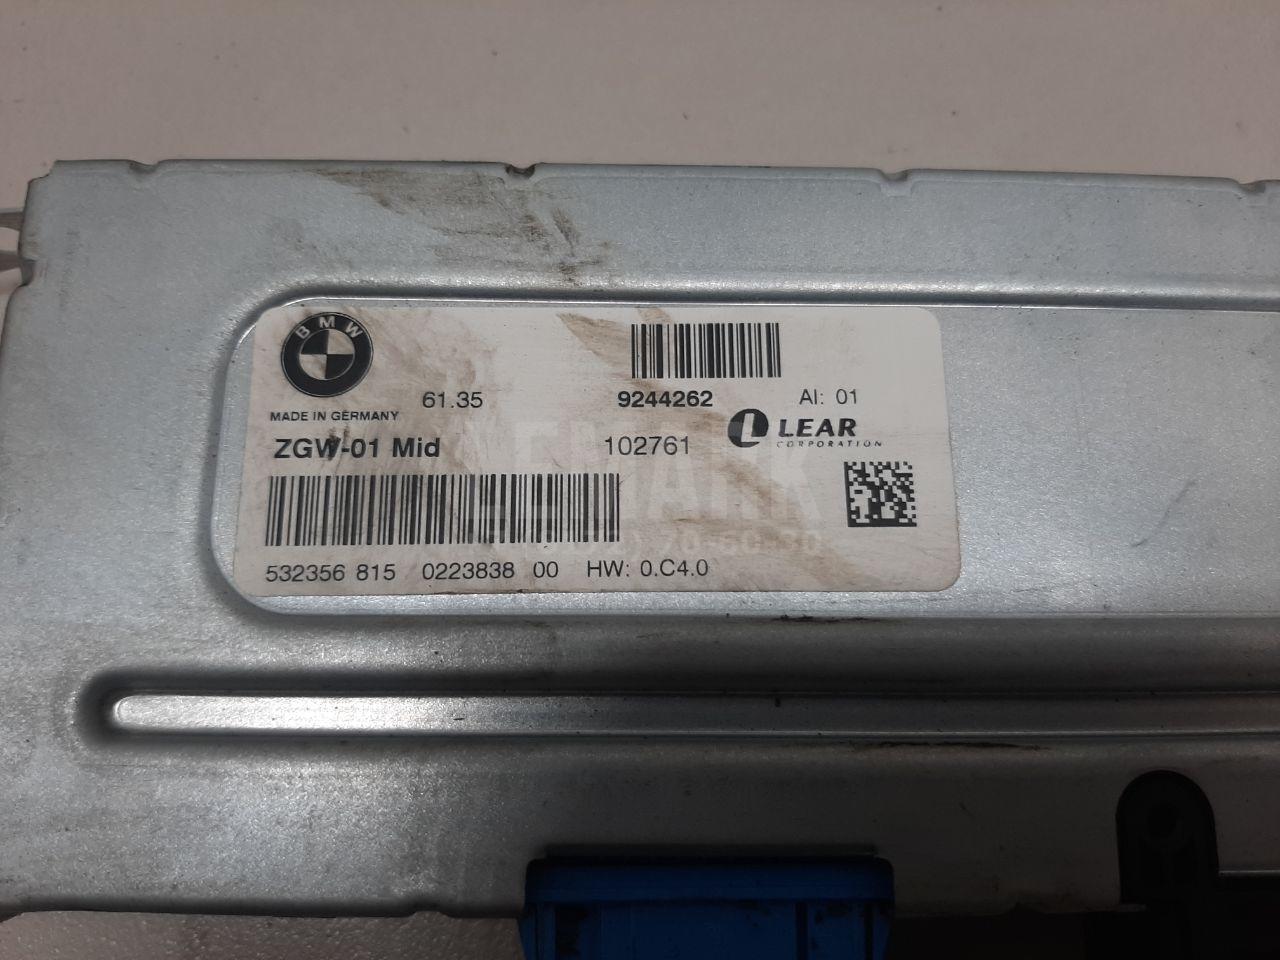 BMW
MADE IN GERMANY 61.35 9244262 AI: 01
ZGW-01 Mid 102761 LEAR
CORPORATION
532356 815 0223838 00 HW: 0.C4.0